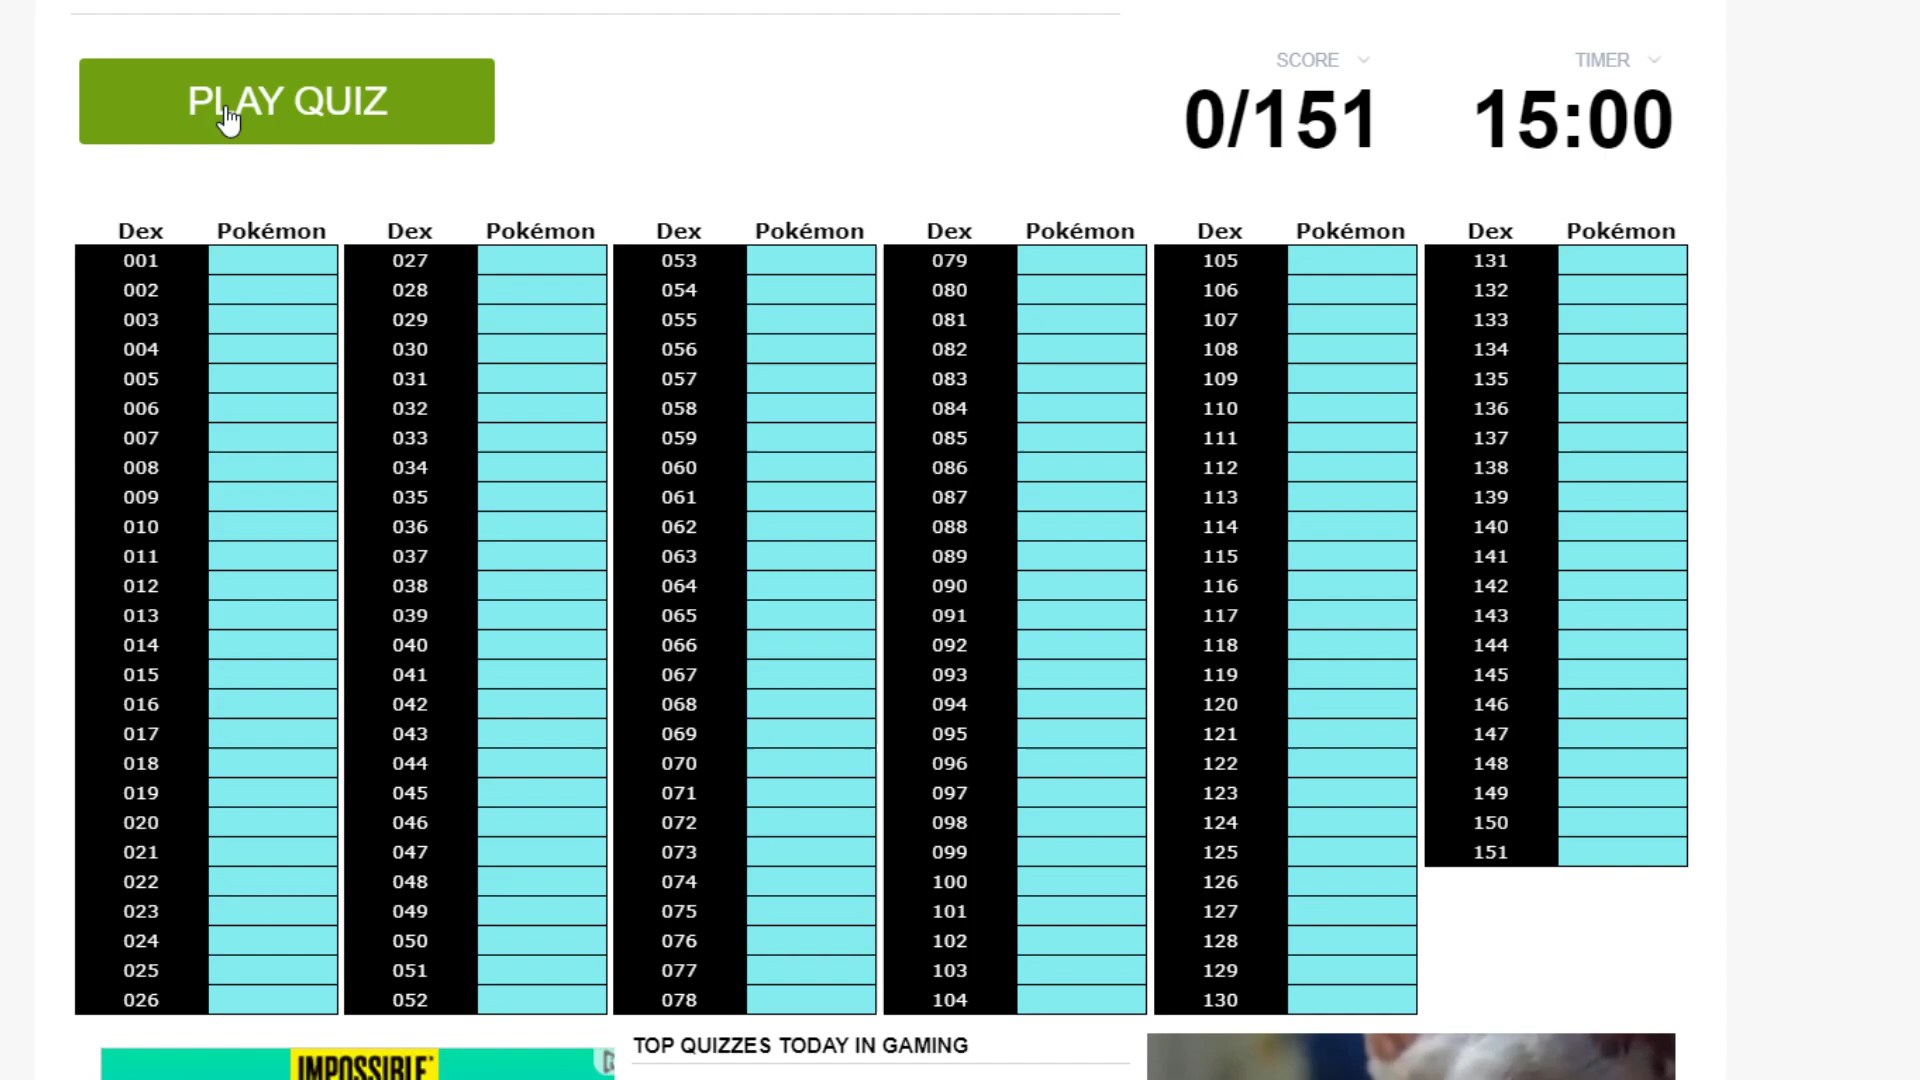 PLAY QUIZ
SCORE
TIMER
0/151
15:00
Dex Pokémon Dex Pokémon Dex Pokémon Dex Pokémon Dex Pokémon Dex Pokémon
001 027 053 079 105 131
002 028 054 080 106 132
003 029 055 081 107 133
004 030 056 082 108 134
005 031 057 083 109 135
006 032 058 084 110 136
007 033 059 085 111 137
008 034 060 086 112 138
009 035 061 087 113 139
010 036 062 088 114 140
011 037 063 089 115 141
012 038 064 090 116 142
013 039 065 091 117 143
014 040 066 092 118 144
015 041 067 093 119 145
016 042 068 094 120 146
017 043 069 095 121 147
018 044 070 096 122 148
019 045 071 097 123 149
020 046 072 098 124 150
021 047 073 099 125 151
022 048 074 100 126
023 049 075 101 127
024 050 076 102 128
025 051 077 103 129
026 052 078 104 130
TOP QUIZZES TODAY IN GAMING
IMPOSSIBLE